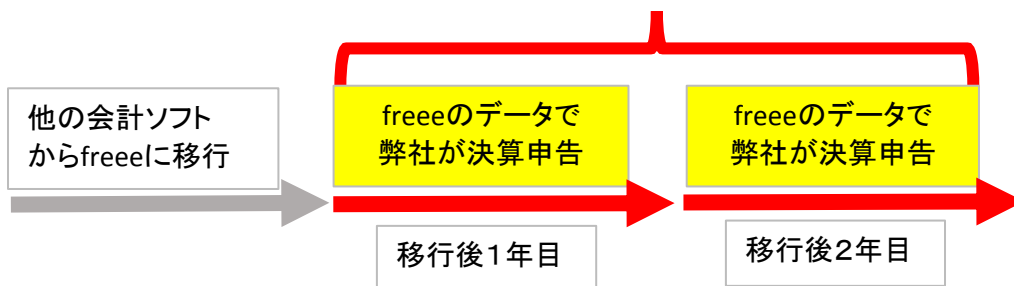 他の会計ソフト
からfreeeに移行
freeeのデータで
弊社が決算申告
freeeのデータで
弊社が決算申告
移行後１年目
移行後２年目